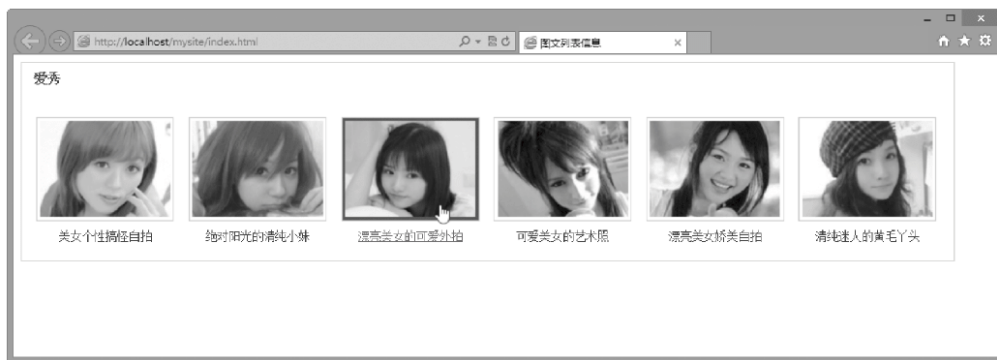 http://localhost/mysite/index.html
图文列表信息
爱秀
美女个性搞怪自拍
绝对阳光的清纯小妹
漂亮美女的可爱外拍
可爱美女的艺术照
漂亮美女娇美自拍
清纯迷人的黄毛丫头